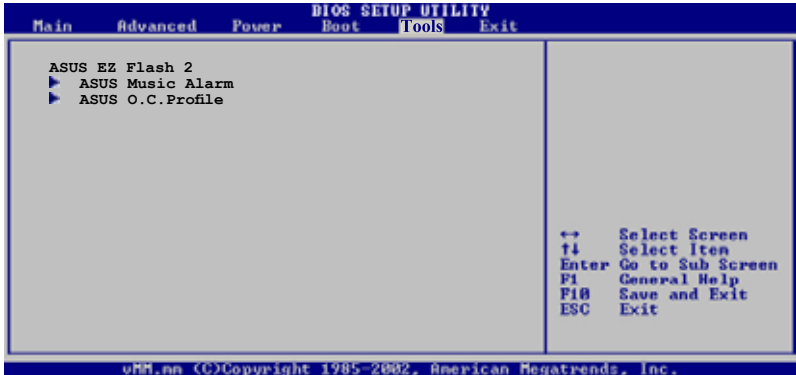 BIOS SETUP UTILITY
Main Advanced Power Boot Tools Exit
ASUS EZ Flash 2
ASUS Music Alarm
ASUS O.C.Profile
↔ Select Screen
↑↓ Select Item
Enter Go to Sub Screen
F1 General Help
F10 Save and Exit
ESC Exit
vMM.mm (C)Copyright 1985-2002, American Megatrends, Inc.